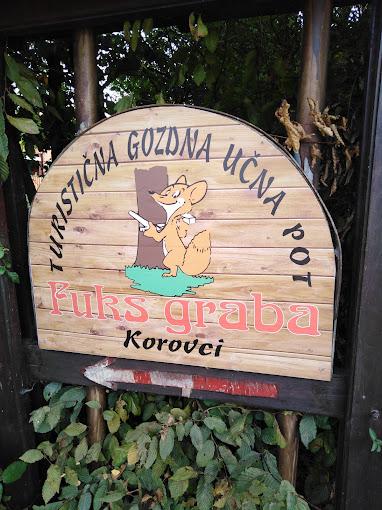 TURISTIČNA GOZDNA UČNA POT
Fuks graba
Korovci